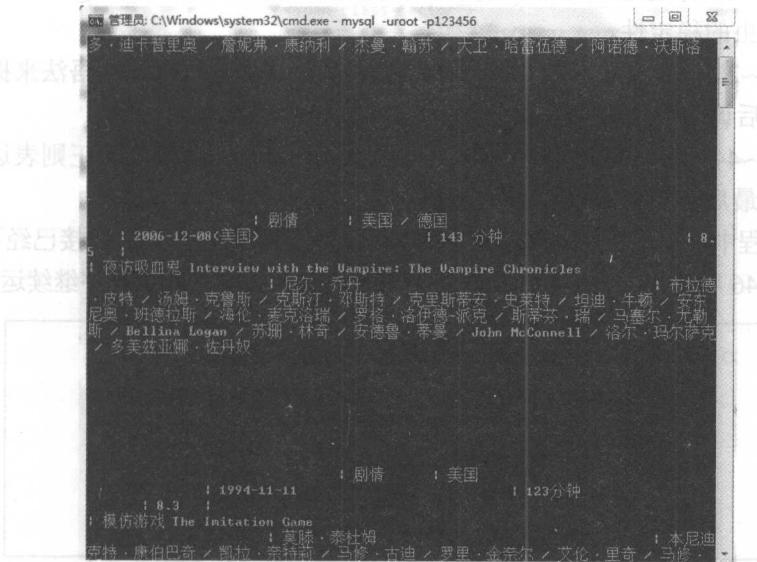 管理员: C:\Windows\system32\cmd.exe - mysql -uroot -p123456
多·迪卡普里奥 / 詹妮弗·康纳利 / 杰曼·翰苏 / 大卫·哈雷伍德 / 阿诺德·沃斯洛
| 剧情 | 美国 / 德国
| 2006-12-08(美国) | 143 分钟 | 8.
5 |
| 夜访吸血鬼 Interview with the Vampire: The Vampire Chronicles
| 尼尔·乔丹 | 布拉德
·皮特 / 汤姆·克鲁斯 / 克斯汀·邓斯特 / 克里斯蒂安·史莱特 / 坦迪·牛顿 / 安东
尼奥·班德拉斯 / 海伦·麦克洛瑞 / 罗格·洛伊德-派克 / 斯蒂芬·瑞 / 马塞尔·尤勒
斯 / Bellina Logan / 苏珊·林奇 / 安德鲁·蒂曼 / John McConnell / 洛尔·玛尔萨克
/ 多美兹亚娜·佐丹奴
| 剧情 | 美国
| 1994-11-11 | 123分钟
| 8.3 |
| 模仿游戏 The Imitation Game
| 莫滕·泰杜姆 | 本尼迪
克特·康伯巴奇 / 凯拉·奈特莉 / 马修·古迪 / 罗里·金奈尔 / 艾伦·里奇 / 马修·